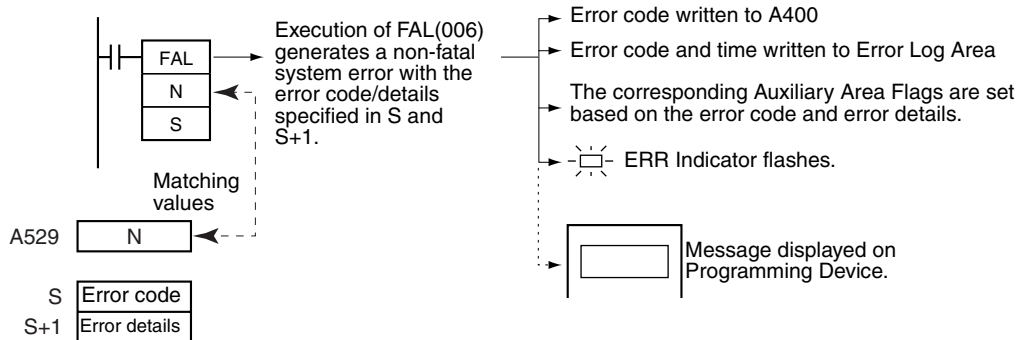 FAL
N
S
Execution of FAL(006)
generates a non-fatal
system error with the
error code/details
specified in S and
S+1.
Matching
values
A529 N
S Error code
S+1 Error details
Error code written to A400
Error code and time written to Error Log Area
The corresponding Auxiliary Area Flags are set
based on the error code and error details.
ERR Indicator flashes.
Message displayed on
Programming Device.